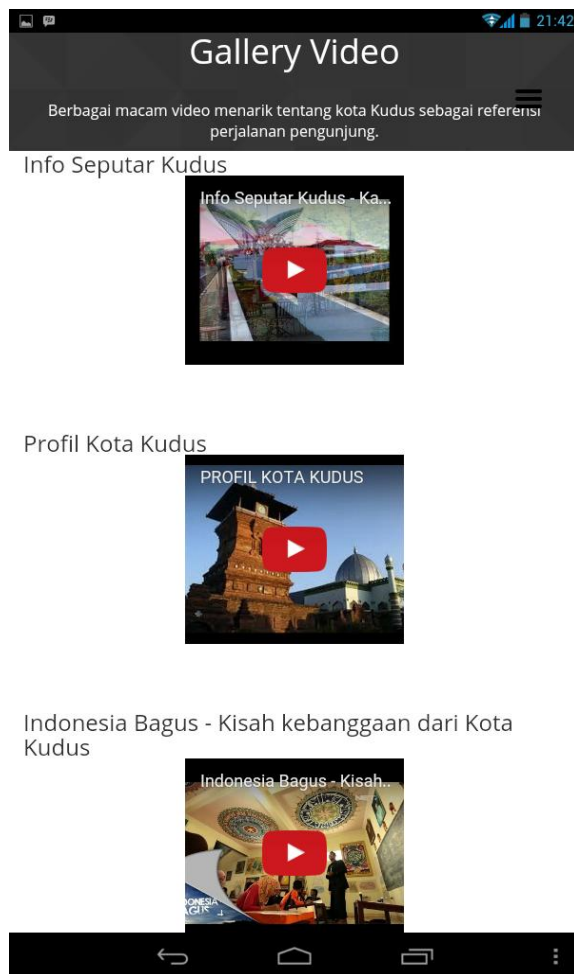 21:42
Gallery Video
Berbagai macam video menarik tentang kota Kudus sebagai referensi
perjalanan pengunjung.
Info Seputar Kudus
Info Seputar Kudus - Ka...
Profil Kota Kudus
PROFIL KOTA KUDUS
Indonesia Bagus - Kisah kebanggaan dari Kota
Kudus
Indonesia Bagus - Kisah..